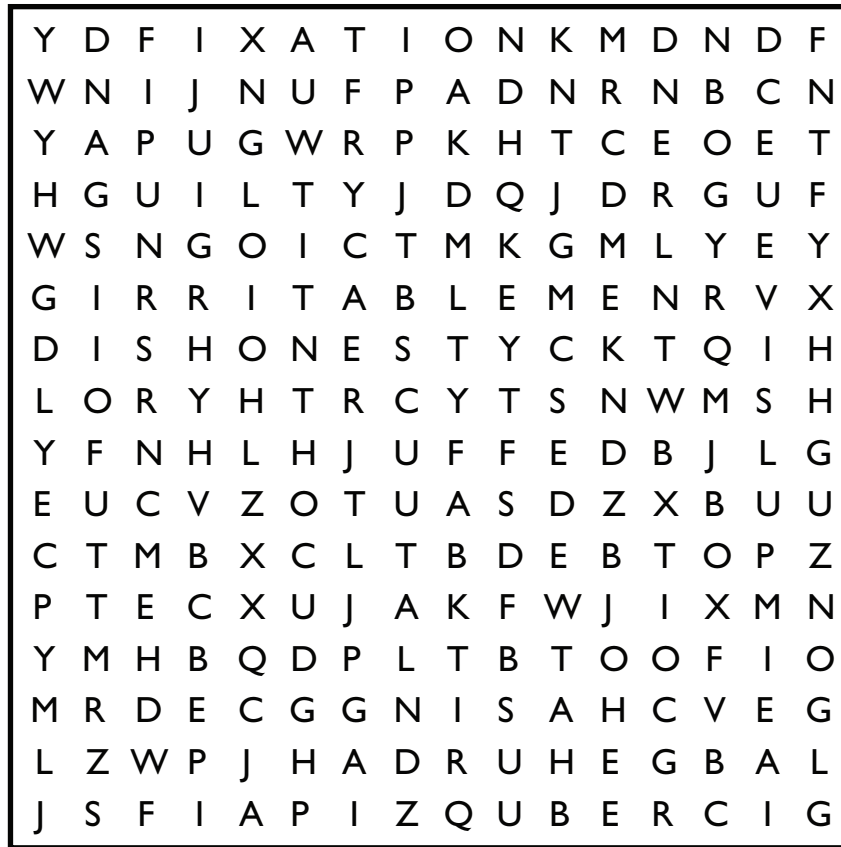 Y D F I X A T I O N K M D N D F
W N I J N U F P A D N R N B C N
Y A P U G W R P K H T C E O E T
H G U I L T Y J D Q J D R G U F
W S N G O I C T M K G M L Y E Y
G I R R I T A B L E M E N R V X
D I S H O N E S T Y C K T Q I H
L O R Y H T R C Y T S N W M S H
Y F N H L H J U F F E D B J L G
E U C V Z O T U A S D Z X B U U
C T M B X C L T B D E B T O P Z
P T E C X U J A K F W J I X M N
Y M H B Q D P L T B T O O F I O
M R D E C G G N I S A H C V E G
L Z W P J H A D R U H E G B A L
J S F I A P I Z Q U B E R C I G